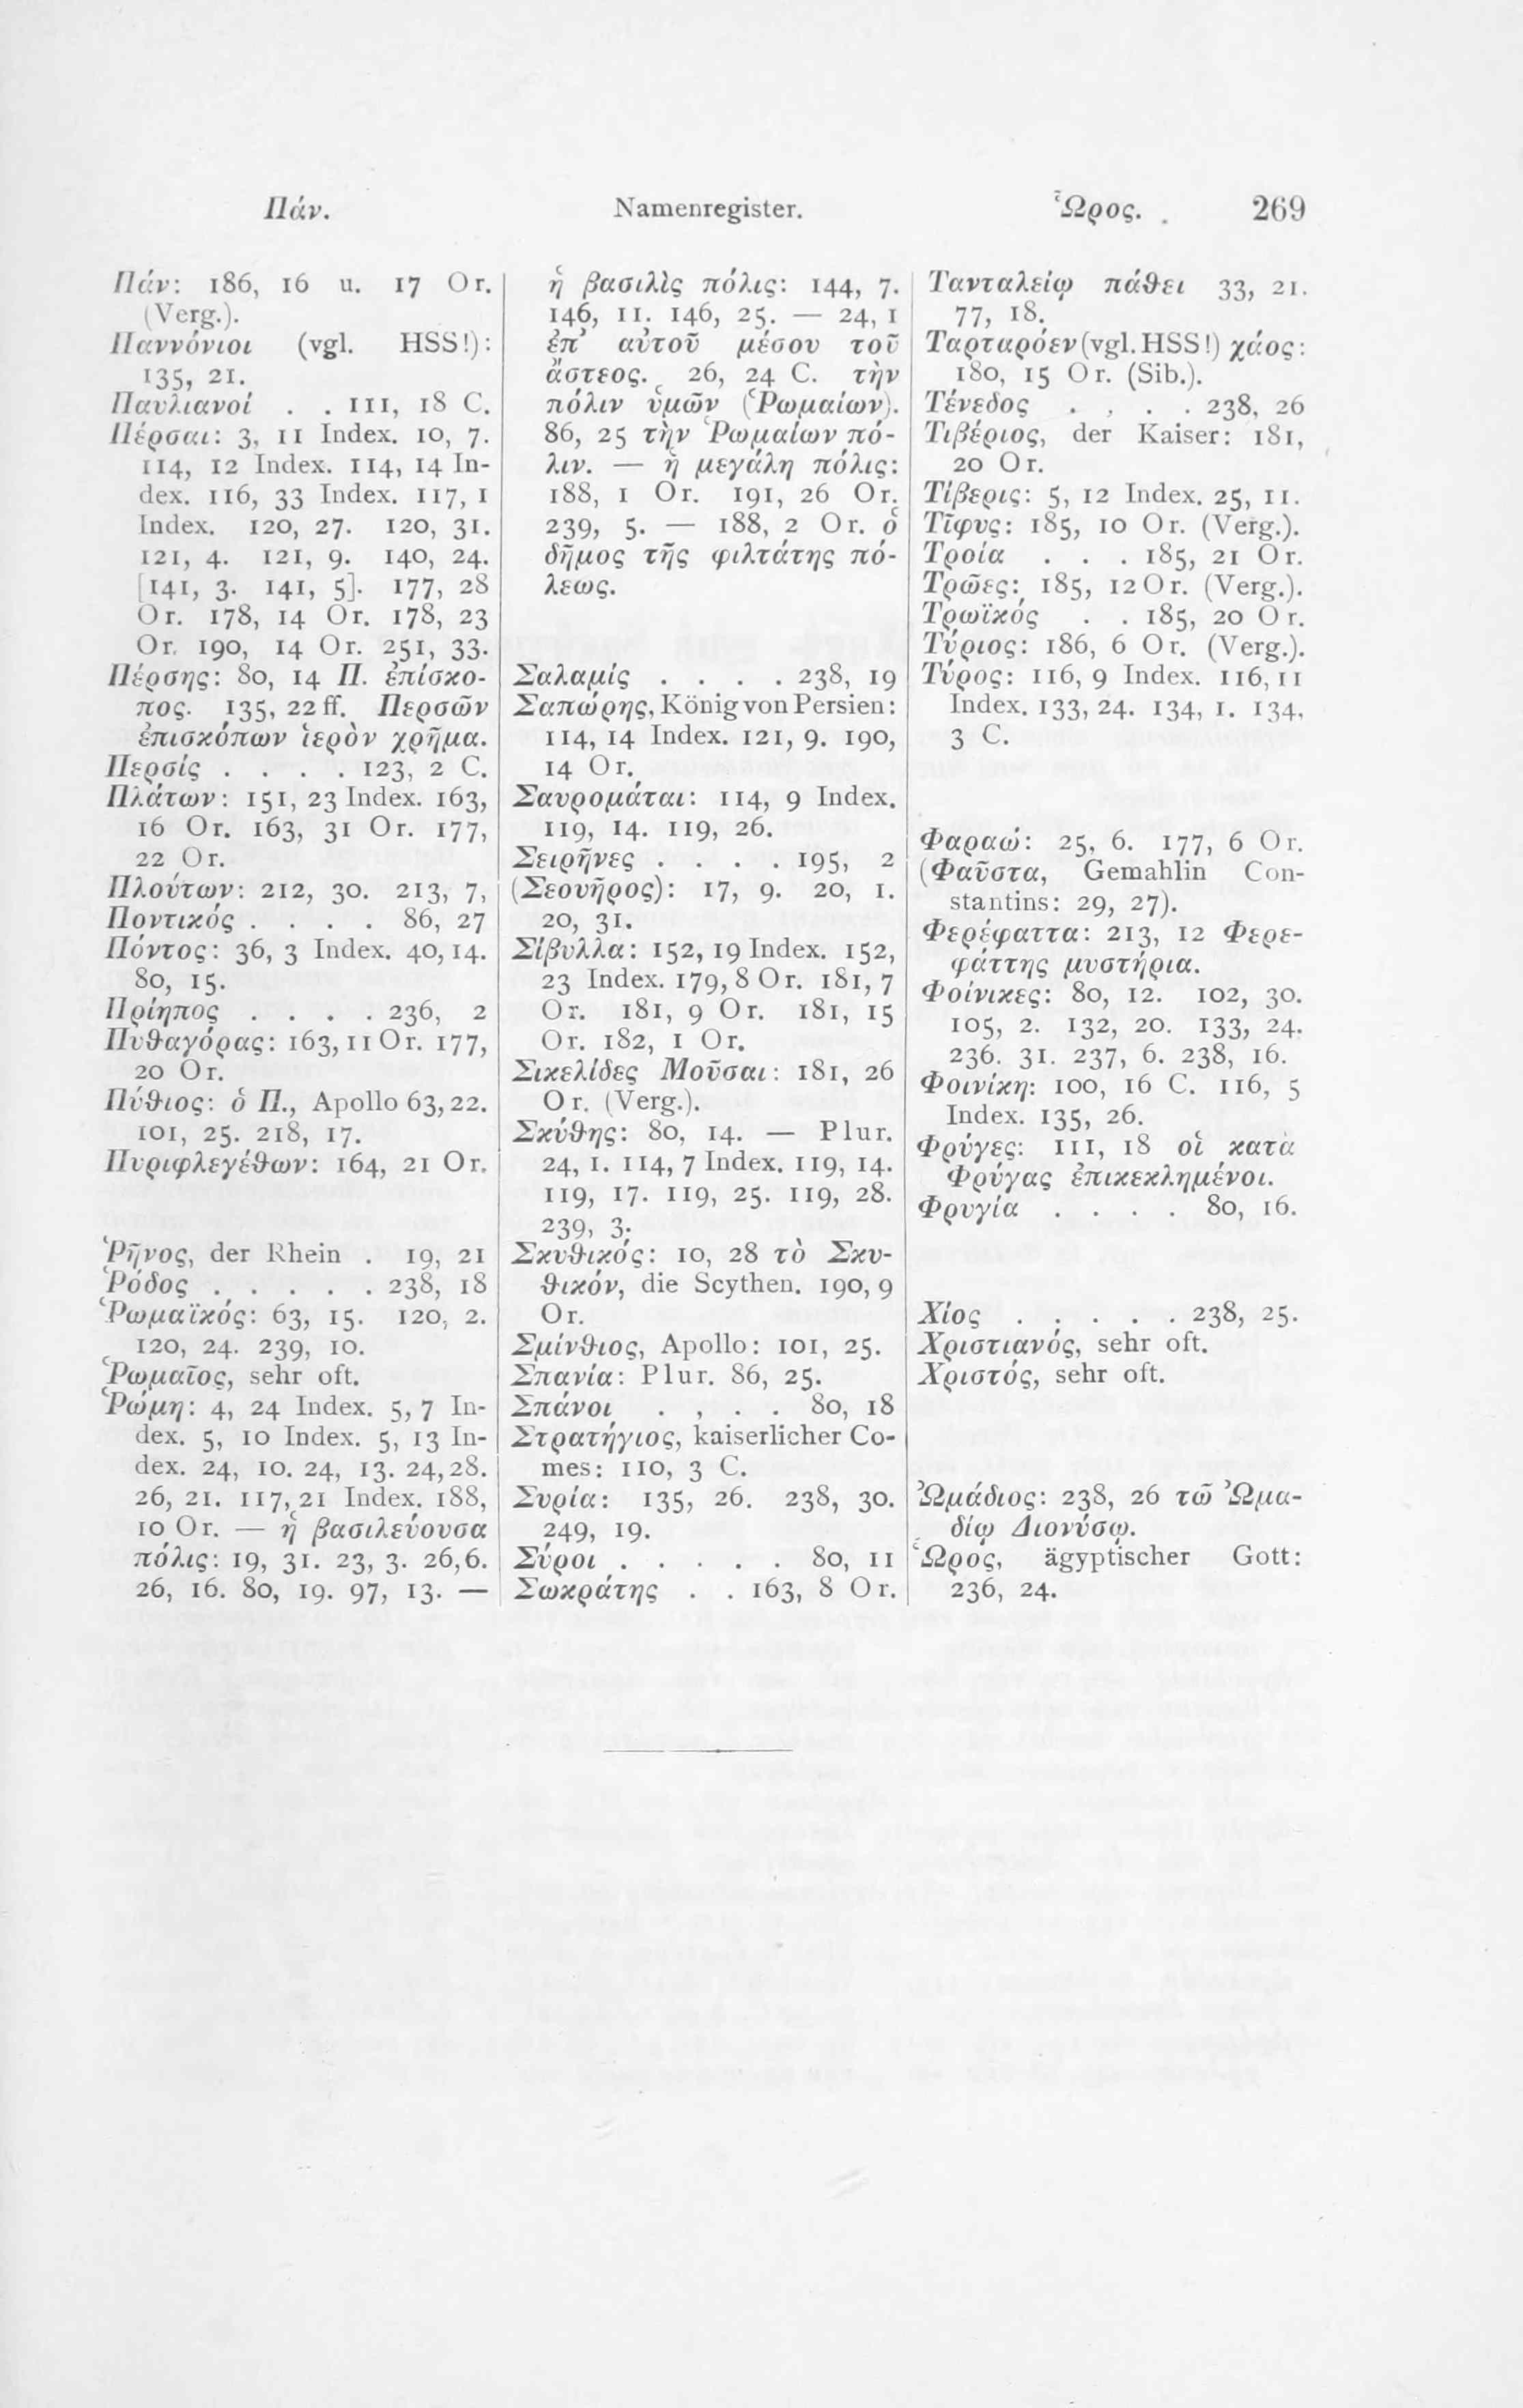 Πάν. Namenregister. Ὧρος. 269
Πάν: 186, 16 u. 17 Or.
(Verg.).
Παννόνιοι (vgl. HSS!):
135, 21.
Παυλιανοί . . 111, 18 C.
Πέρσαι: 3, 11 Index. 10, 7.
114, 12 Index. 114, 14 In-
dex. 116, 33 Index. 117, 1
Index. 120, 27. 120, 31.
121, 4. 121, 9. 140, 24.
[141, 3. 141, 5]. 177, 28
Or. 178, 14 Or. 178, 23
Or. 190, 14 Or. 251, 33.
Πέρσης: 80, 14 Π. ἐπίσκο-
πος. 135, 22 ff. Περσῶν
ἐπισκόπων ἱερὸν χρῆμα.
Περσίς . . . . 123, 2 C.
Πλάτων: 151, 23 Index. 163,
16 Or. 163, 31 Or. 177,
22 Or.
Πλούτων: 212, 30. 213, 7,
Ποντικός . . . . 86, 27
Πόντος: 36, 3 Index. 40, 14.
80, 15.
Πρίηπος . . . . 236, 2
Πυθαγόρας: 163, 11 Or. 177,
20 Or.
Πύθιος: ὁ Π., Apollo 63, 22.
101, 25. 218, 17.
Πυριφλεγέθων: 164, 21 Or.
Ῥῆνος, der Rhein . 19, 21
Ῥόδος . . . . . 238, 18
Ῥωμαϊκός: 63, 15. 120, 2.
120, 24. 239, 10.
Ῥωμαῖος, sehr oft.
Ῥώμη: 4, 24 Index. 5, 7 In-
dex. 5, 10 Index. 5, 13 In-
dex. 24, 10. 24, 13. 24, 28.
26, 21. 117, 21 Index. 188,
10 Or. — ἡ βασιλεύουσα
πόλις: 19, 31. 23, 3. 26, 6.
26, 16. 80, 19. 97, 13. —
ἡ βασιλὶς πόλις: 144, 7.
146, 11. 146, 25. — 24, 1
ἐπ’ αὐτοῦ μέσου τοῦ
ἄστεος. 26, 24 C. τὴν
πόλιν ὑμῶν (Ῥωμαίων).
86, 25 τὴν Ῥωμαίων πό-
λιν. — ἡ μεγάλη πόλις:
188, 1 Or. 191, 26 Or.
239, 5. — 188, 2 Or. ὁ
δῆμος τῆς φιλτάτης πό-
λεως.
Σαλαμίς . . . . 238, 19
Σαπώρης, König von Persien:
114, 14 Index. 121, 9. 190,
14 Or.
Σαυρομάται: 114, 9 Index.
119, 14. 119, 26.
Σειρῆνες . . . . 195, 2
(Σεουῆρος): 17, 9. 20, 1.
20, 31.
Σίβυλλα: 152, 19 Index. 152,
23 Index. 179, 8 Or. 181, 7
Or. 181, 9 Or. 181, 15
Or. 182, 1 Or.
Σικελίδες Μοῦσαι: 181, 26
Or. (Verg.).
Σκύθης: 80, 14. — Plur.
24, 1. 114, 7 Index. 119, 14.
119, 17. 119, 25. 119, 28.
239, 3.
Σκυθικός: 10, 28 τὸ Σκυ-
θικόν, die Scythen. 190, 9
Or.
Σμίνθιος, Apollo: 101, 25.
Σπανία: Plur. 86, 25.
Σπάνοι . , . . 80, 18
Στρατήγιος, kaiserlicher Co-
mes: 110, 3 C.
Συρία: 135, 26. 238, 30.
249, 19.
Σύροι . . . . . 80, 11
Σωκράτης . . 163, 8 Or.
Τανταλείῳ πάθει 33, 21.
77, 18.
Ταρταρόεν (vgl. HSS!) χάος:
180, 15 Or. (Sib.).
Τένεδος . , . . 238, 26
Τιβέριος, der Kaiser: 181,
20 Or.
Τίβερις: 5, 12 Index. 25, 11.
Τῖφυς: 185, 10 Or. (Verg.).
Τροία . . . 185, 21 Or.
Τρῶες: 185, 12 Or. (Verg.).
Τρωϊκός . . 185, 20 Or.
Τύριος: 186, 6 Or. (Verg.).
Τύρος: 116, 9 Index. 116, 11
Index. 133, 24. 134, 1. 134,
3 C.
Φαραώ: 25, 6. 177, 6 Or.
(Φαῦστα, Gemahlin Con-
stantins: 29, 27).
Φερέφαττα: 213, 12 Φερε-
φάττης μυστήρια.
Φοίνικες: 80, 12. 102, 30.
105, 2. 132, 20. 133, 24.
236. 31. 237, 6. 238, 16.
Φοινίκη: 100, 16 C. 116, 5
Index. 135, 26.
Φρύγες: 111, 18 οἱ κατὰ
Φρύγας ἐπικεκλημένοι.
Φρυγία . . . . 80, 16.
Χίος . . . . . 238, 25.
Χριστιανός, sehr oft.
Χριστός, sehr oft.
Ὠμάδιος: 238, 26 τῶ Ὠμα-
δίῳ Διονύσῳ.
Ὧρος, ägyptischer Gott:
236, 24.